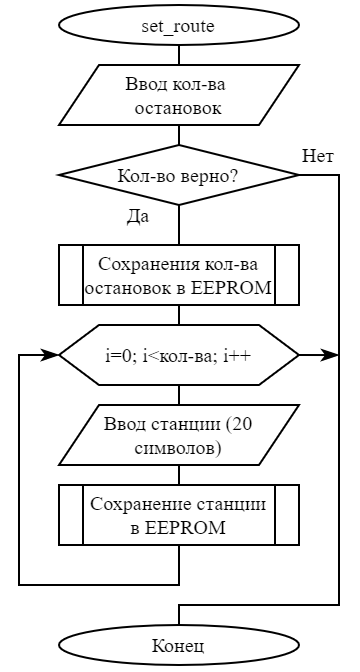 set_route
Ввод кол-ва
остановок
Кол-во верно?
Нет
Да
Сохранения кол-ва
остановок в EEPROM
i=0; i<кол-ва; i++
Ввод станции (20
символов)
Сохранение станции
в EEPROM
Конец